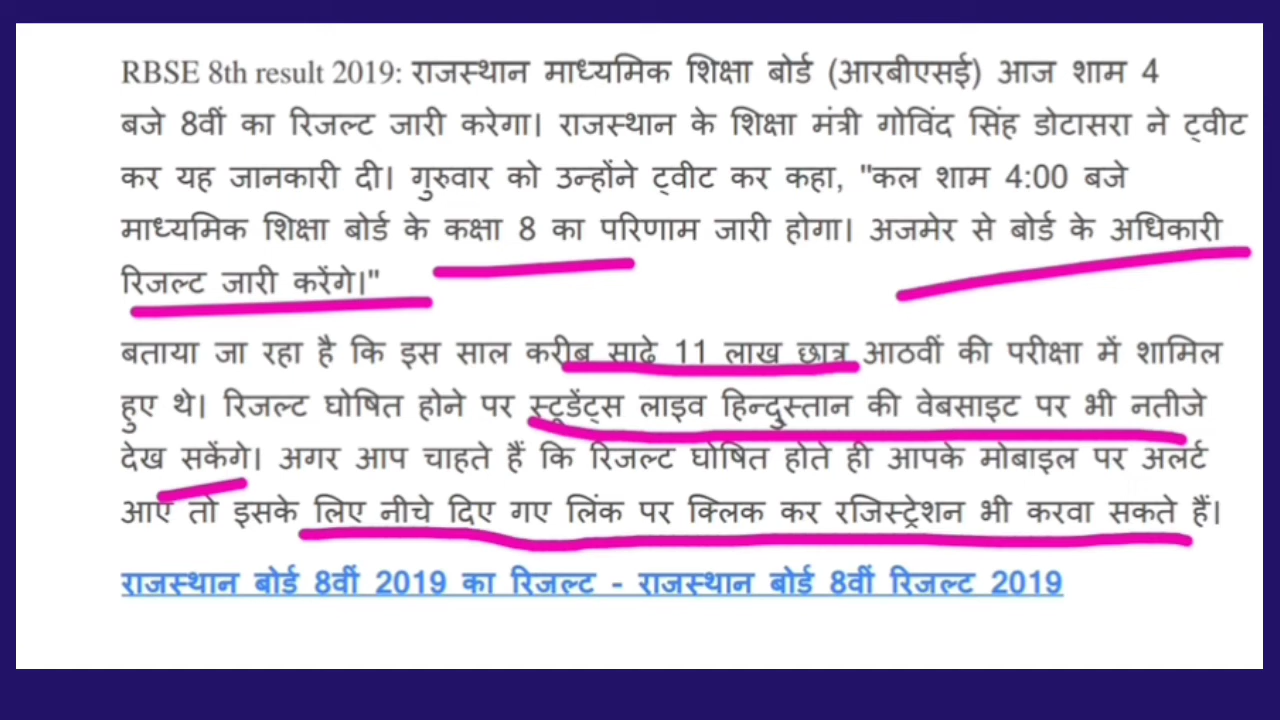 RBSE 8th result 2019: राजस्थान माध्यमिक शिक्षा बोर्ड (आरबीएसई) आज शाम 4
बजे 8वीं का रिजल्ट जारी करेगा। राजस्थान के शिक्षा मंत्री गोविंद सिंह डोटासरा ने ट्वीट
कर यह जानकारी दी। गुरुवार को उन्होंने ट्वीट कर कहा, "कल शाम 4:00 बजे
माध्यमिक शिक्षा बोर्ड के कक्षा 8 का परिणाम जारी होगा। अजमेर से बोर्ड के अधिकारी
रिजल्ट जारी करेंगे।"
बताया जा रहा है कि इस साल करीब साढ़े 11 लाख छात्र आठवीं की परीक्षा में शामिल
हुए थे। रिजल्ट घोषित होने पर स्टूडेंट्स लाइव हिन्दुस्तान की वेबसाइट पर भी नतीजे
देख सकेंगे। अगर आप चाहते हैं कि रिजल्ट घोषित होते ही आपके मोबाइल पर अलर्ट
आए तो इसके लिए नीचे दिए गए लिंक पर क्लिक कर रजिस्ट्रेशन भी करवा सकते हैं।
राजस्थान बोर्ड 8वीं 2019 का रिजल्ट - राजस्थान बोर्ड 8वीं रिजल्ट 2019